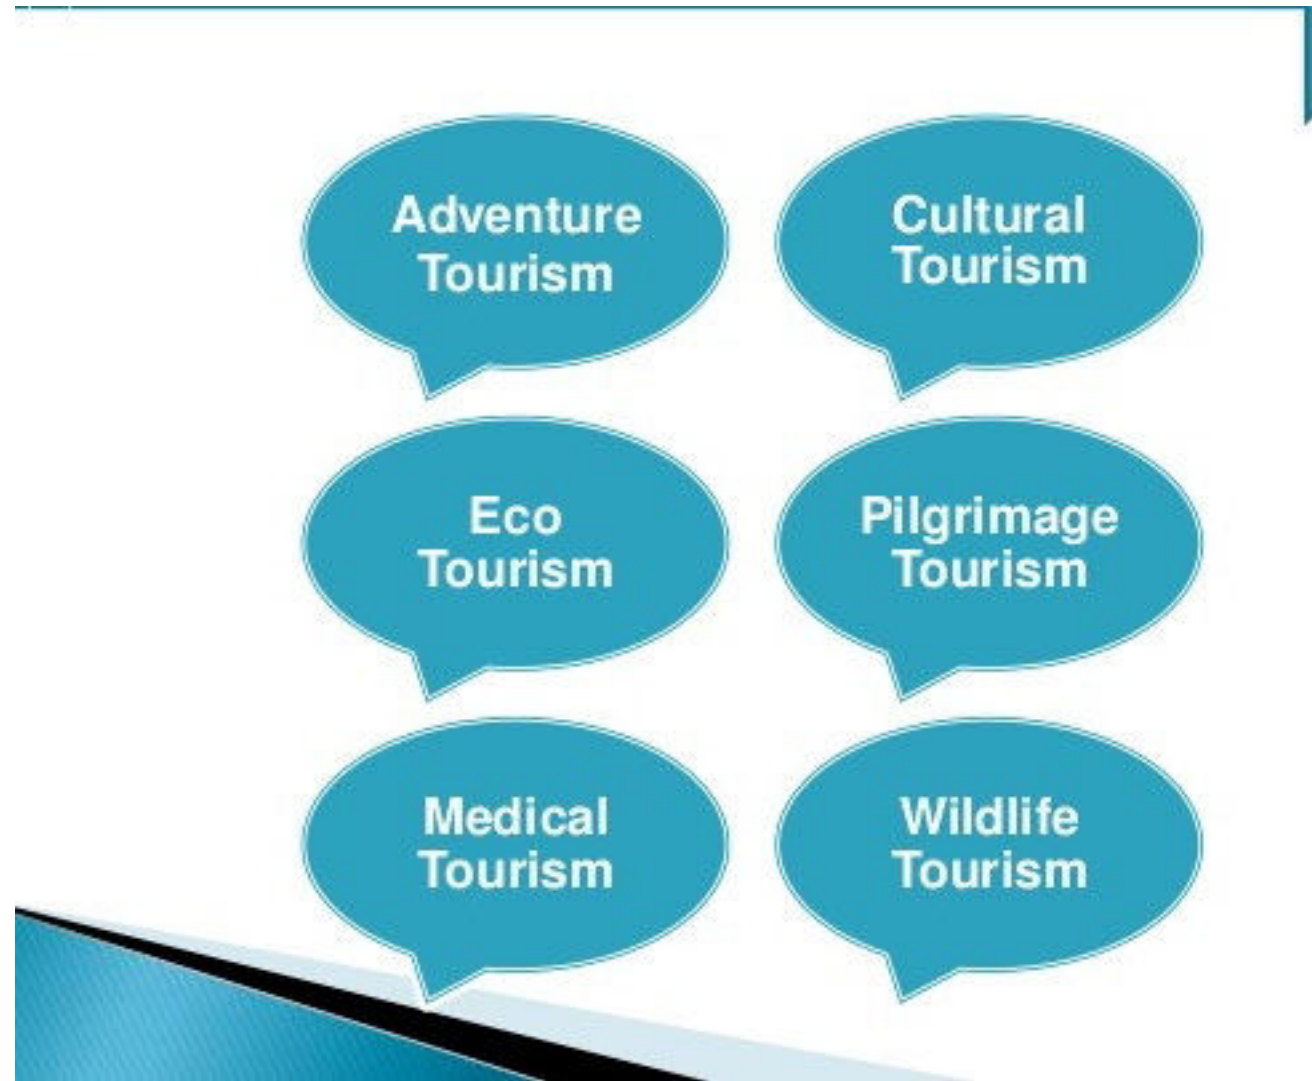 Adventure
Tourism
Cultural
Tourism
Eco
Tourism
Pilgrimage
Tourism
Medical
Tourism
Wildlife
Tourism